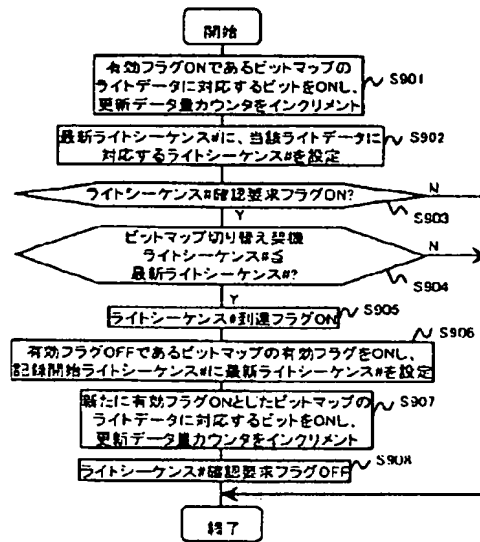 開始
有効フラグONであるビットマップの
ライトデータに対応するビットをONし、
更新データ量カウンタをインクリメント
S901
最新ライトシーケンス#に、当該ライトデータに
対応するライトシーケンス#を設定
S902
ライトシーケンス#確認要求フラグON?
N
Y
S903
ビットマップ切り替え契機
ライトシーケンス#≦
最新ライトシーケンス#?
N
S904
Y
ライトシーケンス#到達フラグON
S905
S906
有効フラグOFFであるビットマップの有効フラグをONし、
記録開始ライトシーケンス#に最新ライトシーケンス#を設定
新たに有効フラグONとしたビットマップの
ライトデータに対応するビットをONし、
更新データ量カウンタをインクリメント
S907
ライトシーケンス#確認要求フラグOFF
S908
終了